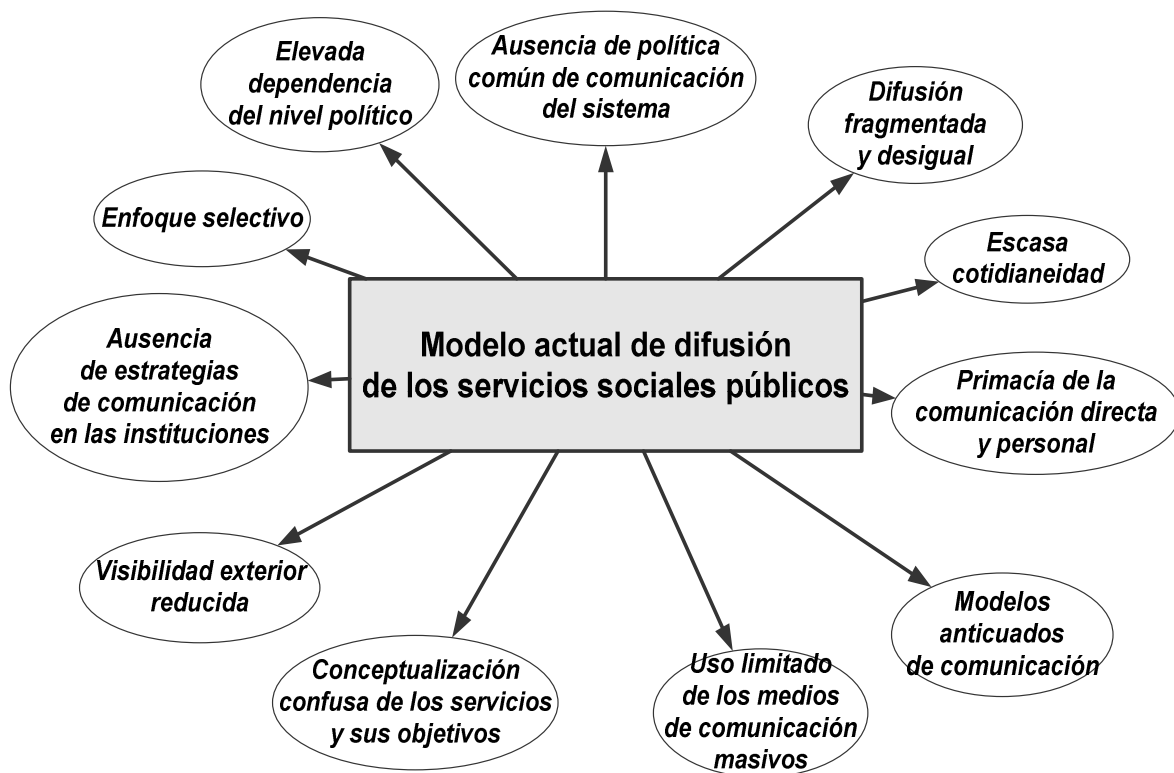 Elevada
dependencia
del nivel político
Ausencia de política
común de comunicación
del sistema
Difusión
fragmentada
y desigual
Enfoque selectivo
Escasa
cotidianeidad
Modelo actual de difusión
de los servicios sociales públicos
Ausencia
de estrategias
de comunicación
en las instituciones
Primacía de la
comunicación directa
y personal
Visibilidad exterior
reducida
Conceptualización
confusa de los servicios
y sus objetivos
Uso limitado
de los medios
de comunicación
masivos
Modelos
anticuados
de comunicación